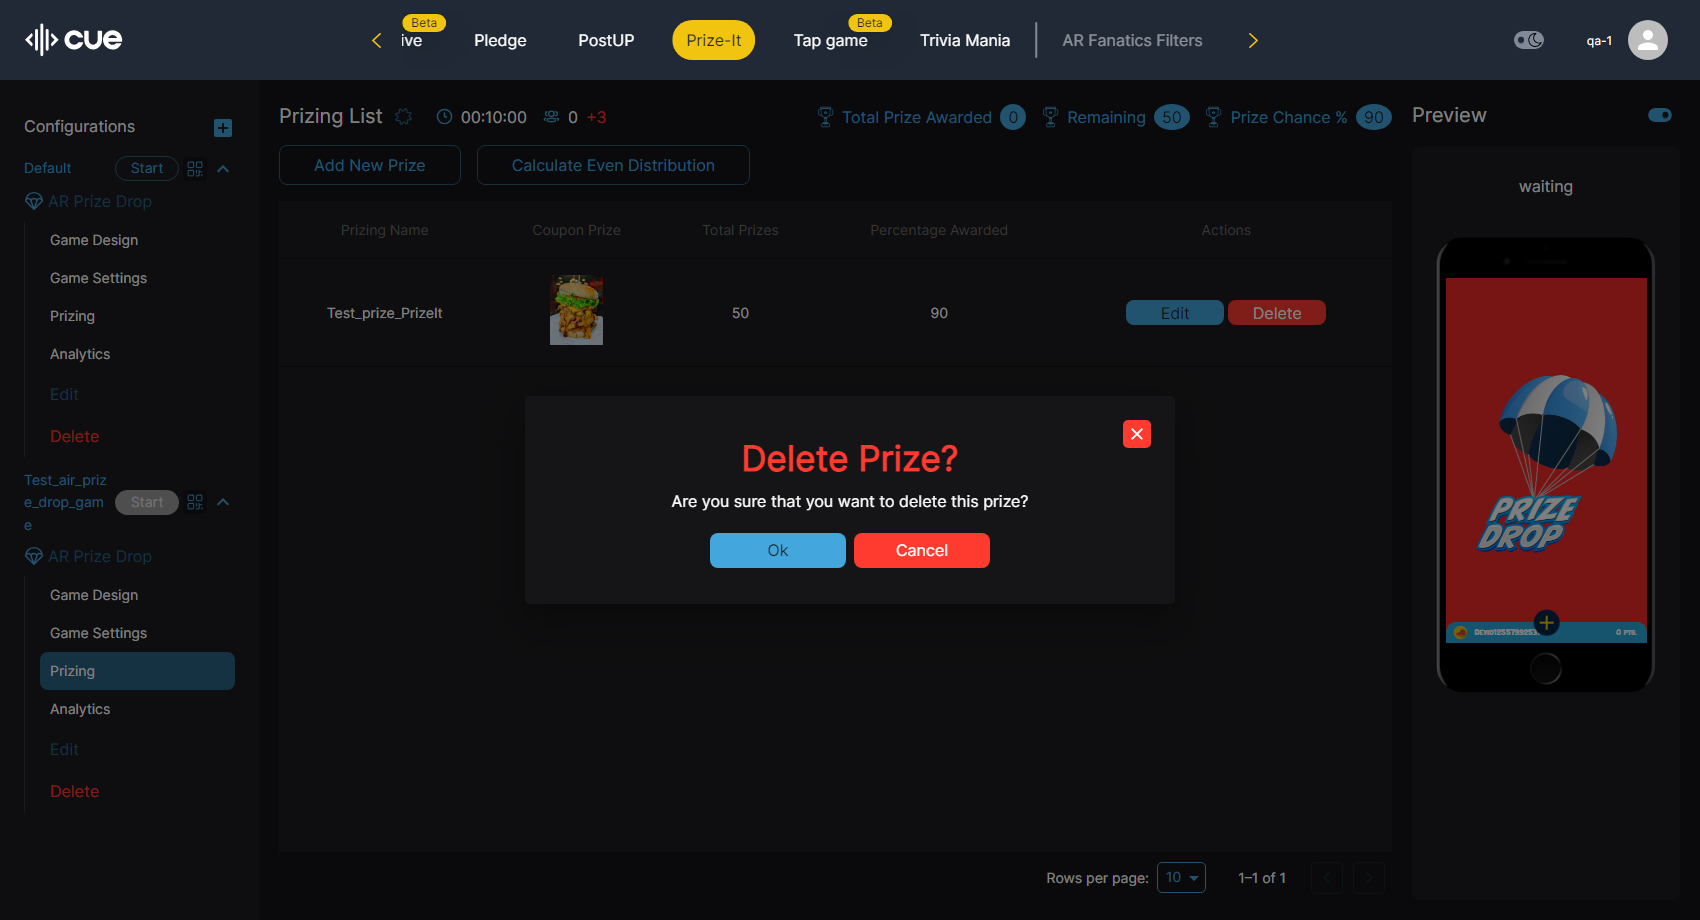 cue
Beta
ive
Pledge
PostUP
Prize-It
Beta
Tap game
Trivia Mania
AR Fanatics Filters
qa-1
Configurations
Default
Start
AR Prize Drop
Game Design
Game Settings
Prizing
Analytics
Edit
Delete
Test_air_priz
e_drop_gam
e
Start
AR Prize Drop
Game Design
Game Settings
Prizing
Analytics
Edit
Delete
Prizing List
00:10:00
0
+3
Total Prize Awarded 0
Remaining 50
Prize Chance % 90
Add New Prize
Calculate Even Distribution
Prizing Name
Coupon Prize
Total Prizes
Percentage Awarded
Actions
Test_prize_PrizeIt
50
90
Edit
Delete
Delete Prize?
Are you sure that you want to delete this prize?
Ok
Cancel
Rows per page:
10
1–1 of 1
Preview
waiting
PRIZE
DROP
0 PTS.